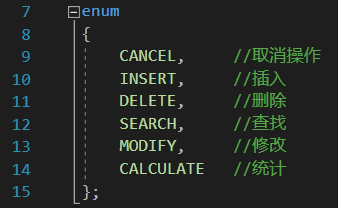 7 enum
8 {
9 CANCEL, //取消操作
10 INSERT, //插入
11 DELETE, //删除
12 SEARCH, //查找
13 MODIFY, //修改
14 CALCULATE //统计
15 };